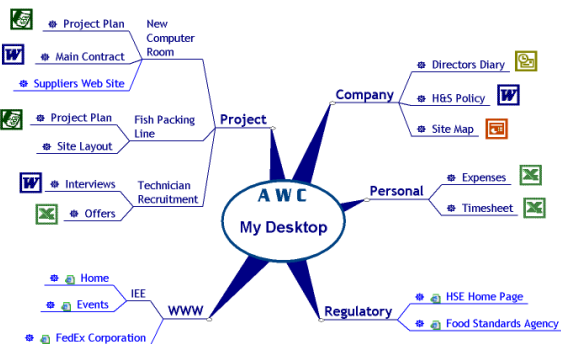 AWC
My Desktop
Project
New
Computer
Room
Project Plan
Main Contract
Suppliers Web Site
Fish Packing
Line
Project Plan
Site Layout
Technician
Recruitment
Interviews
Offers
WWW
IEE
Home
Events
FedEx Corporation
Company
Directors Diary
H&S Policy
Site Map
Personal
Expenses
Timesheet
Regulatory
HSE Home Page
Food Standards Agency